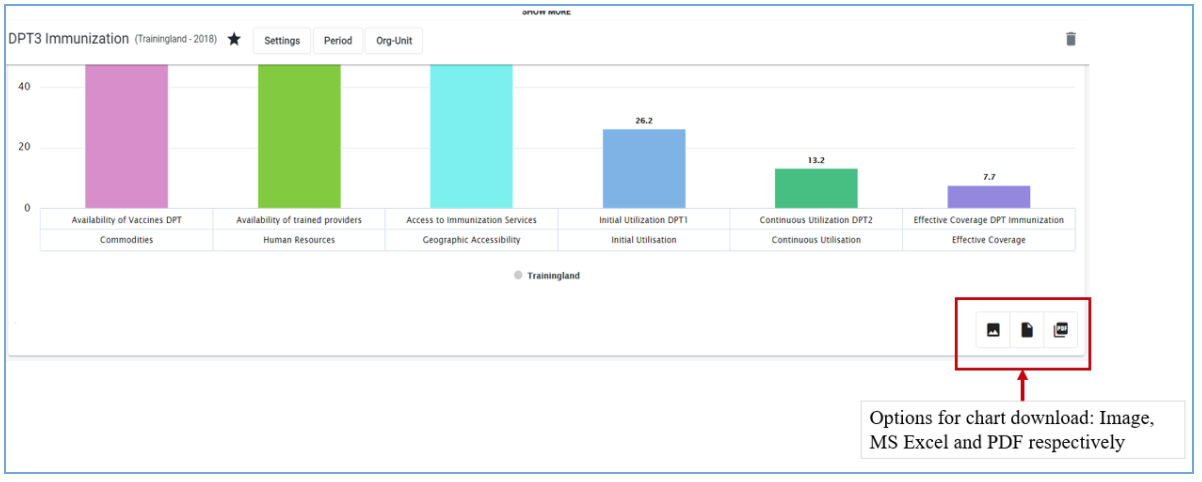 SHOW MORE
DPT3 Immunization (Trainingland - 2018) Settings Period Org-Unit
40
20
0
26.2
13.2
7.7
Availability of Vaccines DPT Availability of trained providers Access to Immunization Services Initial Utilization DPT1 Continuous Utilization DPT2 Effective Coverage DPT Immunization
Commodities Human Resources Geographic Accessibility Initial Utilisation Continuous Utilisation Effective Coverage
Trainingland
PDF
Options for chart download: Image,
MS Excel and PDF respectively